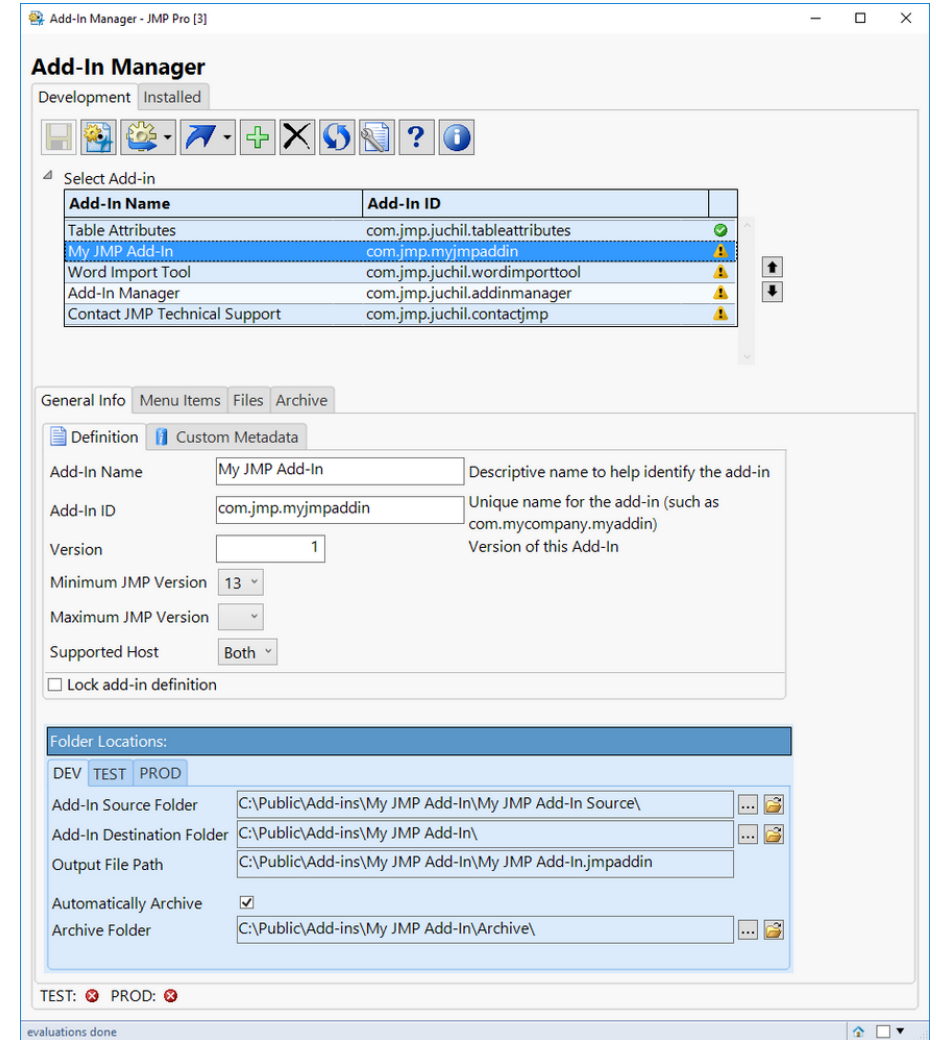 Add-In Manager - JMP Pro [3]
Add-In Manager
Development Installed
?
Select Add-in
Add-In Name Add-In ID
Table Attributes com.jmp.juchil.tableattributes
My JMP Add-In com.jmp.myjmpaddin
Word Import Tool com.jmp.juchil.wordimporttool
Add-In Manager com.jmp.juchil.addinmanager
Contact JMP Technical Support com.jmp.juchil.contactjmp
General Info Menu Items Files Archive
Definition Custom Metadata
Add-In Name My JMP Add-In Descriptive name to help identify the add-in
Add-In ID com.jmp.myjmpaddin Unique name for the add-in (such as
com.mycompany.myaddin)
Version 1 Version of this Add-In
Minimum JMP Version 13
Maximum JMP Version
Supported Host Both
Lock add-in definition
Folder Locations:
DEV TEST PROD
Add-In Source Folder C:\Public\Add-ins\My JMP Add-In\My JMP Add-In Source\ ...
Add-In Destination Folder C:\Public\Add-ins\My JMP Add-In\ ...
Output File Path C:\Public\Add-ins\My JMP Add-In\My JMP Add-In.jmpaddin
Automatically Archive
Archive Folder C:\Public\Add-ins\My JMP Add-In\Archive\ ...
TEST: PROD:
evaluations done